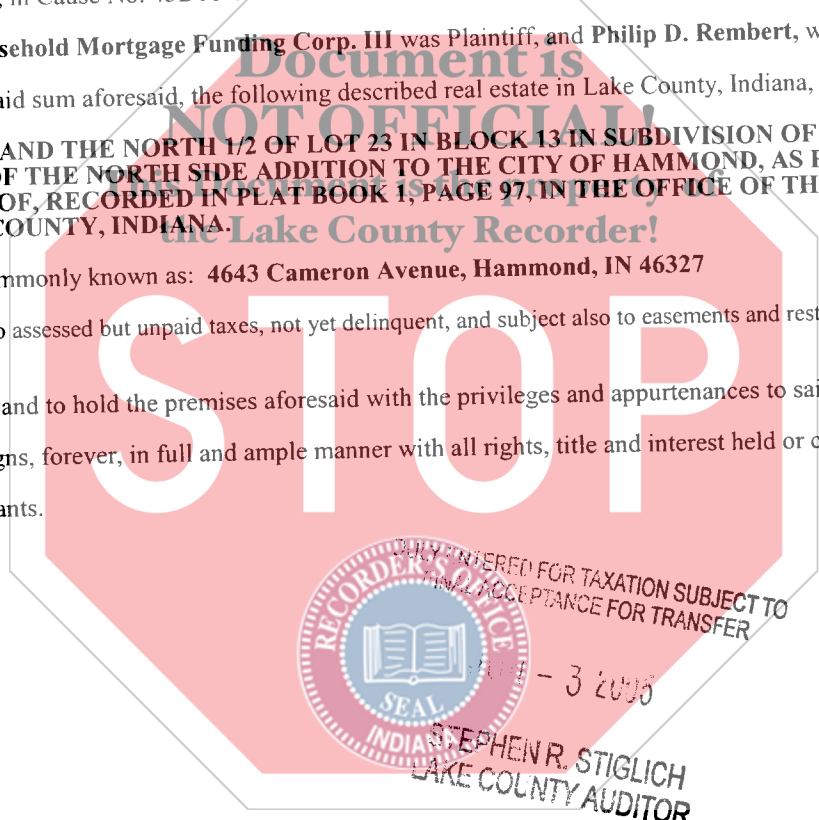 in Cause No.
sehold Mortgage Funding Corp. III was Plaintiff, and Philip D. Rembert, w
Document is
aid sum aforesaid, the following described real estate in Lake County, Indiana,
NOT OFFICIAL!
AND THE NORTH 1/2 OF LOT 23 IN BLOCK 13 IN SUBDIVISION OF
OF THE NORTH SIDE ADDITION TO THE CITY OF HAMMOND, AS
This Document is the property of
OF, RECORDED IN PLAT BOOK 1, PAGE 97, IN THE OFFICE OF TH
COUNTY, INDIANA.
the Lake County Recorder!
mmonly known as: 4643 Cameron Avenue, Hammond, IN 46327
STOP
o assessed but unpaid taxes, not yet delinquent, and subject also to easements and rest
and to hold the premises aforesaid with the privileges and appurtenances to sai
gns, forever, in full and ample manner with all rights, title and interest held or c
ants.
DULY ENTERED FOR TAXATION SUBJECT TO
FINAL ACCEPTANCE FOR TRANSFER
RECORDER'S OFFICE
SEAL
INDIANA
- 3
STEPHEN R. STIGLICH
LAKE COUNTY AUDITOR